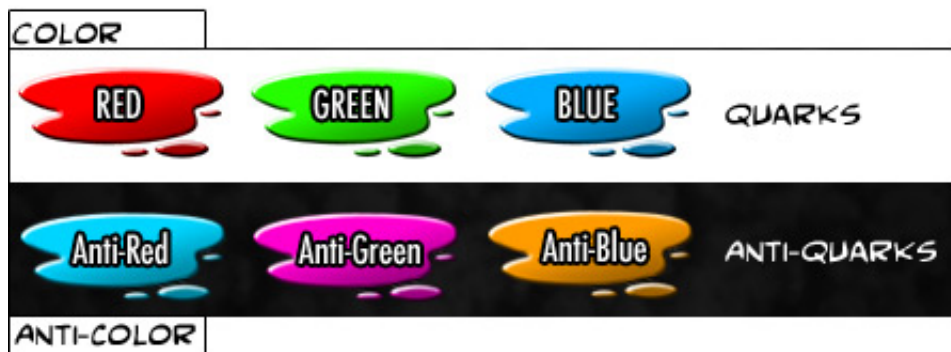 COLOR
RED GREEN BLUE QUARKS
Anti-Red Anti-Green Anti-Blue ANTI-QUARKS
ANTI-COLOR